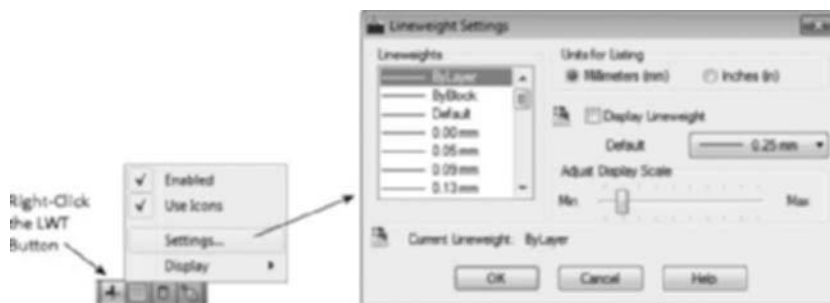 Right-Click
the LWT
Button
Enabled
Use Icons
Settings...
Display
Lineweight Settings
Lineweights
ByLayer
ByBlock
Default
0.00 mm
0.05 mm
0.09 mm
0.13 mm
Units for Listing
Millimeters (mm)
Inches (in)
Display Lineweight
Default
0.25 mm
Adjust Display Scale
Min
Max
Current Lineweight: ByLayer
OK
Cancel
Help